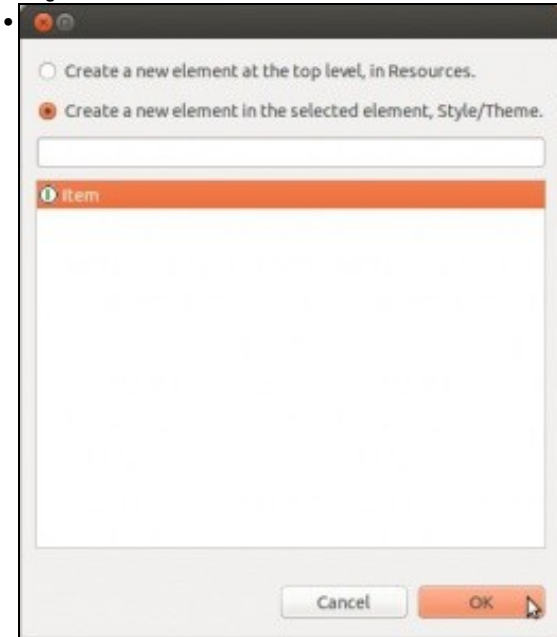 Create a new element at the top level, in Resources.
Create a new element in the selected element, Style/Theme.
Item
Cancel
OK